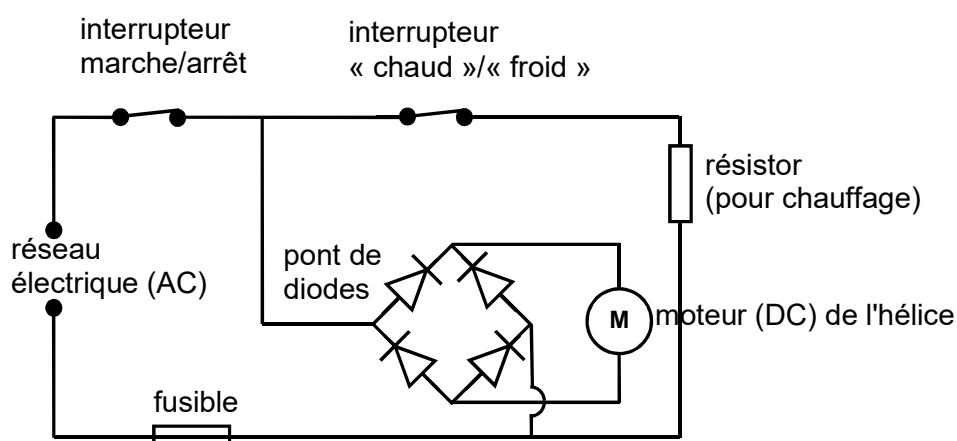 interrupteur
marche/arrêt
interrupteur
« chaud »/« froid »
résistor
(pour chauffage)
réseau
électrique (AC)
pont de
diodes
M
moteur (DC) de l'hélice
fusible